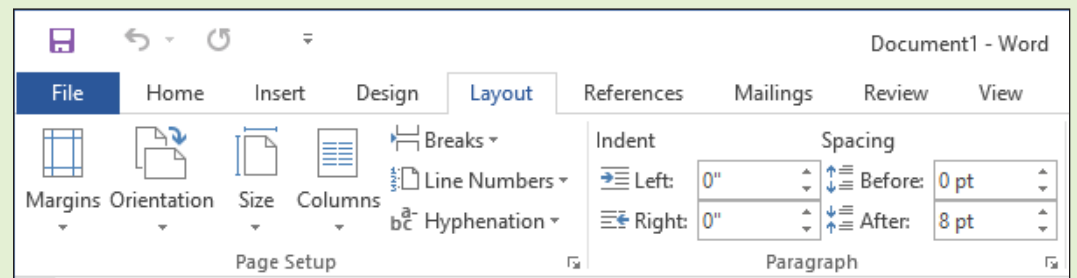 Document1 - Word
File Home Insert Design Layout References Mailings Review View
Margins Orientation Size Columns
Breaks
Line Numbers
Hyphenation
Page Setup
Indent Spacing
Left: 0" Before: 0 pt
Right: 0" After: 8 pt
Paragraph